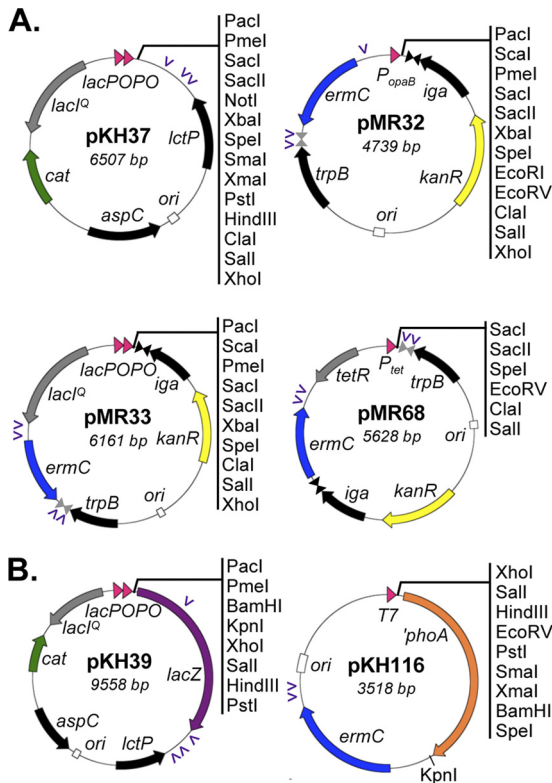 A.
lacPOPO
lacIQ
cat
aspC
ori
lctP
pKH37
6507 bp
PacI
PmeI
SacI
SacII
NotI
XbaI
SpeI
SmaI
XmaI
PstI
HindIII
ClaI
SalI
XhoI
PopaB
iga
ermC
trpB
ori
kanR
pMR32
4739 bp
PacI
ScaI
PmeI
SacI
SacII
XbaI
SpeI
EcoRI
EcoRV
ClaI
SalI
XhoI
lacPOPO
iga
lacIQ
ermC
trpB
ori
kanR
pMR33
6161 bp
PacI
ScaI
PmeI
SacI
SacII
XbaI
SpeI
ClaI
SalI
XhoI
Ptet
tetR
trpB
ori
ermC
iga
kanR
pMR68
5628 bp
SacI
SacII
SpeI
EcoRV
ClaI
SalI
B.
lacPOPO
lacIQ
cat
aspC
ori
lctP
lacZ
pKH39
9558 bp
PacI
PmeI
BamHI
KpnI
XhoI
SalI
HindIII
PstI
T7
'phoA
ori
ermC
KpnI
pKH116
3518 bp
XhoI
SalI
HindIII
EcoRV
PstI
SmaI
XmaI
BamHI
SpeI